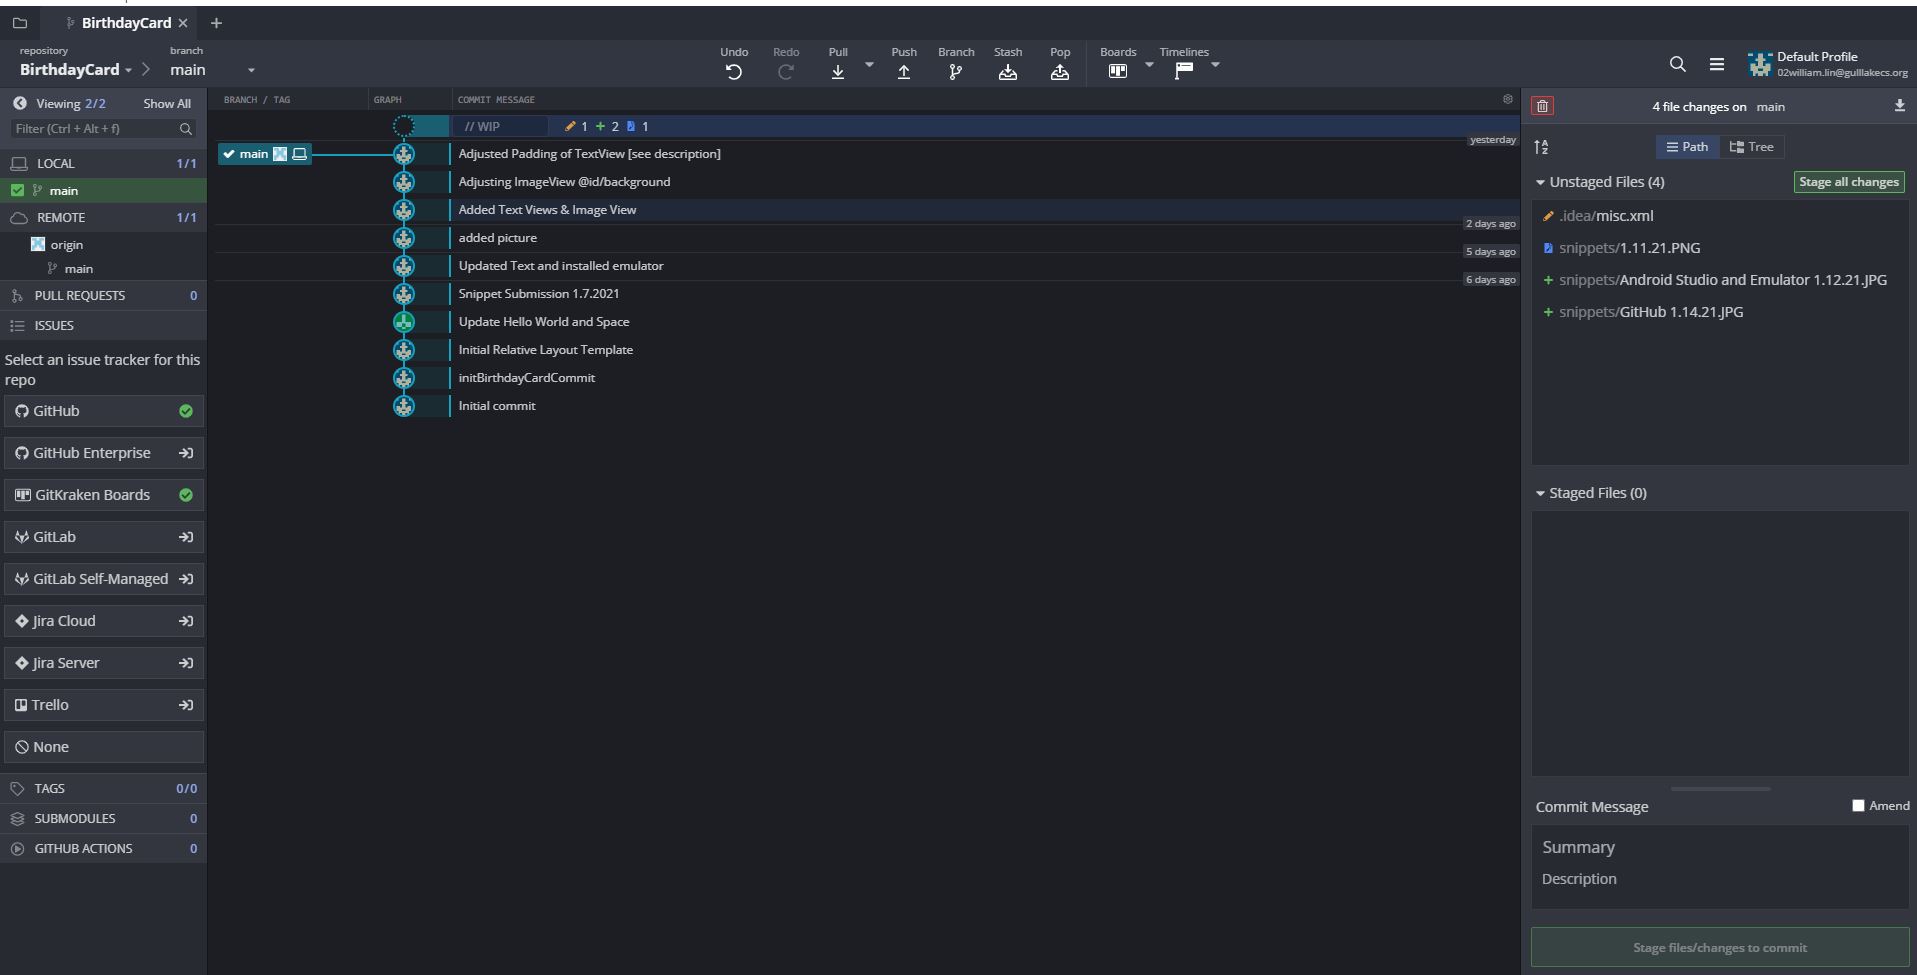 BirthdayCard
repository
BirthdayCard
branch
main
Undo
Redo
Pull
Push
Branch
Stash
Pop
Boards
Timelines
Default Profile
02william.lin@gulllakecs.org
Viewing 2/2
Show All
Filter (Ctrl + Alt + f)
LOCAL 1/1
main
REMOTE 1/1
origin
main
PULL REQUESTS 0
ISSUES
Select an issue tracker for this
repo
GitHub
GitHub Enterprise
GitKraken Boards
GitLab
GitLab Self-Managed
Jira Cloud
Jira Server
Trello
None
TAGS 0/0
SUBMODULES 0
GITHUB ACTIONS 0
BRANCH / TAG GRAPH COMMIT MESSAGE
// WIP 1 + 2 1
yesterday
main Adjusted Padding of TextView [see description]
Adjusting ImageView @id/background
Added Text Views & Image View
2 days ago
added picture
5 days ago
Updated Text and installed emulator
6 days ago
Snippet Submission 1.7.2021
Update Hello World and Space
Initial Relative Layout Template
initBirthdayCardCommit
Initial commit
4 file changes on main
Path Tree
Unstaged Files (4)
Stage all changes
.idea/misc.xml
snippets/1.11.21.PNG
+ snippets/Android Studio and Emulator 1.12.21.JPG
+ snippets/GitHub 1.14.21.JPG
Staged Files (0)
Commit Message
Amend
Summary
Description
Stage files/changes to commit